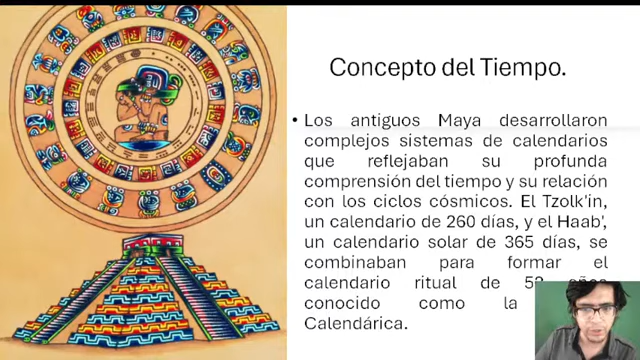 Concepto del Tiempo.
• Los antiguos Maya desarrollaron
complejos sistemas de calendarios
que reflejaban su profunda
comprensión del tiempo y su relación
con los ciclos cósmicos. El Tzolk'in,
un calendario de 260 días, y el Haab',
un calendario solar de 365 días, se
combinaban para formar el
calendario ritual de
conocido como la
Calendárica.